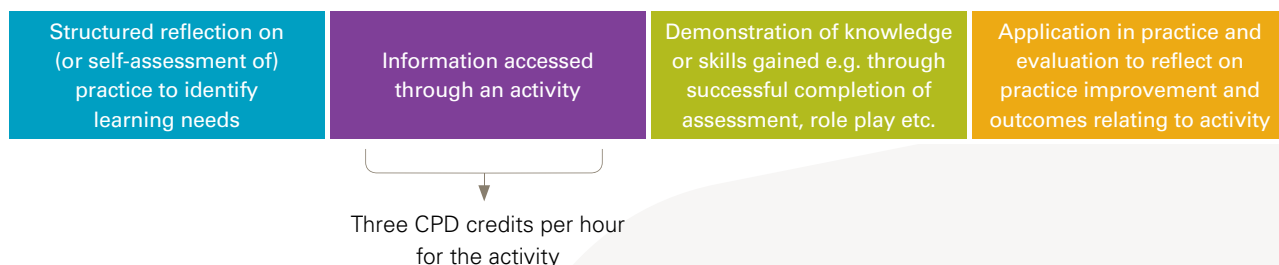 Structured reflection on
(or self-assessment of)
practice to identify
learning needs
Information accessed
through an activity
Demonstration of knowledge
or skills gained e.g. through
successful completion of
assessment, role play etc.
Application in practice and
evaluation to reflect on
practice improvement and
outcomes relating to activity
Three CPD credits per hour
for the activity